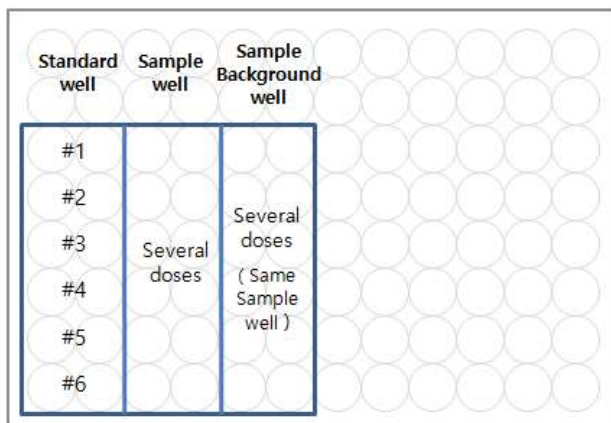 Standard
well
Sample
well
Sample
Background
well
#1
#2
#3
#4
#5
#6
Several
doses
Several
doses
( Same
Sample
well )